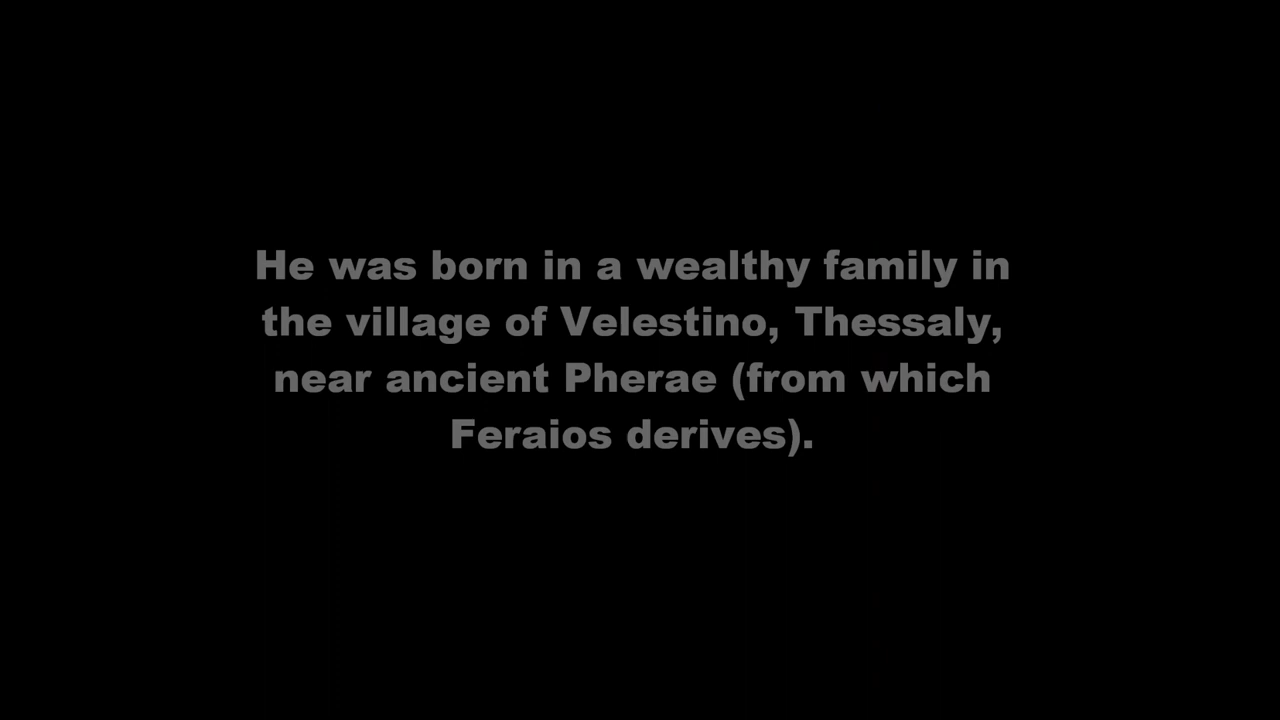 He was born in a wealthy family in
the village of Velestino, Thessaly,
near ancient Pherae (from which
Feraios derives).